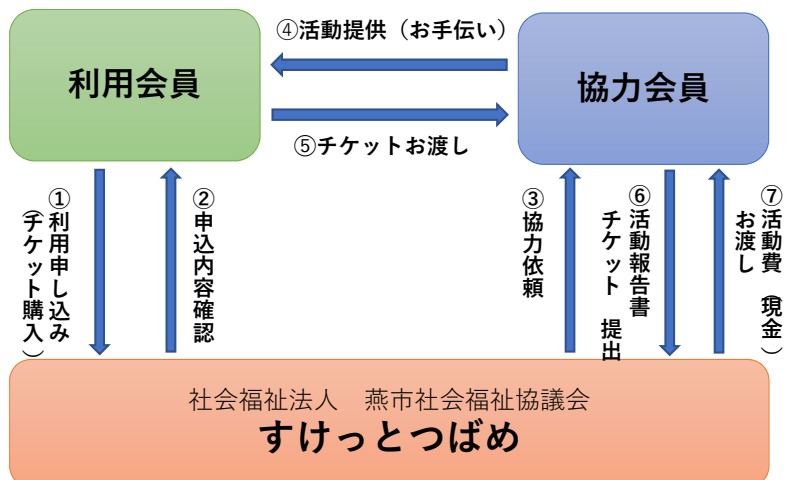 ④活動提供（お手伝い）
利用会員
協力会員
⑤チケットお渡し
①利用申し込み
（チケット購入）
②申込内容確認
③協力依頼
⑥活動報告書
チケット　提出
⑦活動費（現金）
お渡し
社会福祉法人　燕市社会福祉協議会
すけっとつばめ